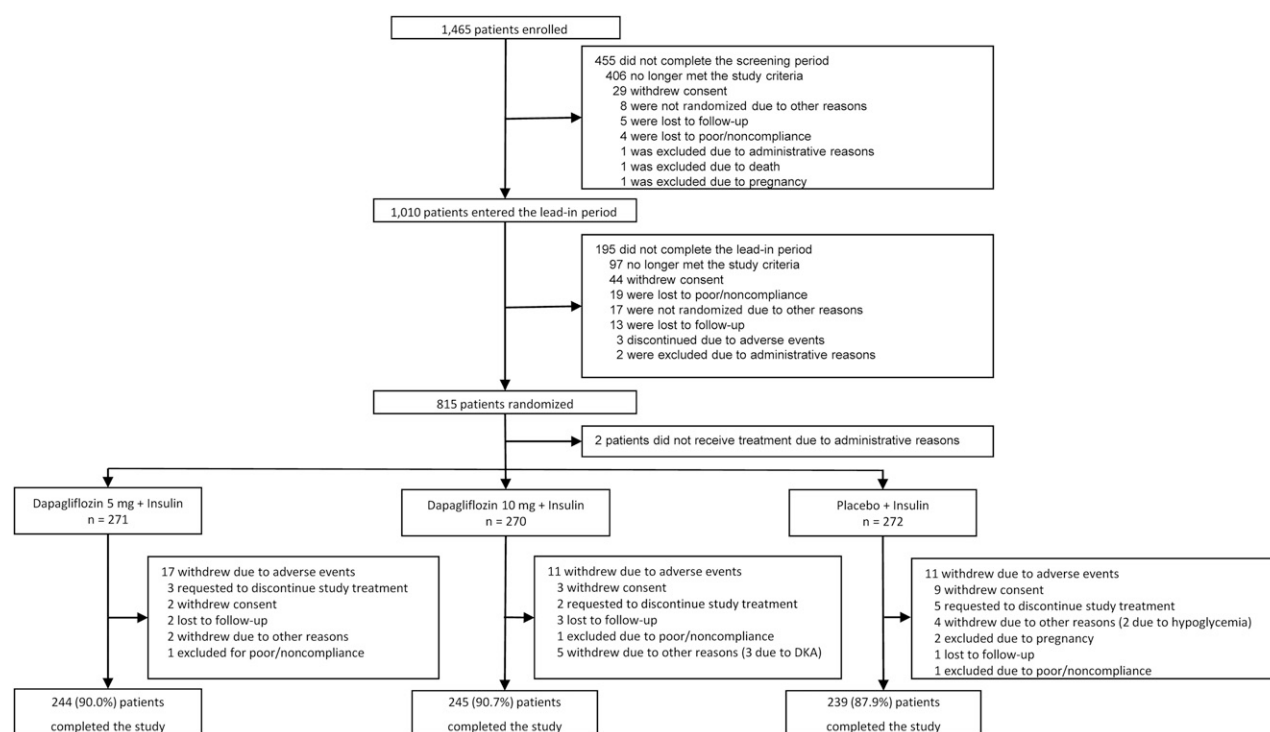 1,465 patients enrolled
455 did not complete the screening period
406 no longer met the study criteria
29 withdrew consent
8 were not randomized due to other reasons
5 were lost to follow-up
4 were lost to poor/noncompliance
1 was excluded due to administrative reasons
1 was excluded due to death
1 was excluded due to pregnancy
1,010 patients entered the lead-in period
195 did not complete the lead-in period
97 no longer met the study criteria
44 withdrew consent
19 were lost to poor/noncompliance
17 were not randomized due to other reasons
13 were lost to follow-up
3 discontinued due to adverse events
2 were excluded due to administrative reasons
815 patients randomized
2 patients did not receive treatment due to administrative reasons
Dapagliflozin 5 mg + Insulin
n = 271
Dapagliflozin 10 mg + Insulin
n = 270
Placebo + Insulin
n = 272
17 withdrew due to adverse events
3 requested to discontinue study treatment
2 withdrew consent
2 lost to follow-up
2 withdrew due to other reasons
1 excluded for poor/noncompliance
11 withdrew due to adverse events
3 withdrew consent
2 requested to discontinue study treatment
3 lost to follow-up
1 excluded due to poor/noncompliance
5 withdrew due to other reasons (3 due to DKA)
11 withdrew due to adverse events
9 withdrew consent
5 requested to discontinue study treatment
4 withdrew due to other reasons (2 due to hypoglycemia)
2 excluded due to pregnancy
1 lost to follow-up
1 excluded due to poor/noncompliance
244 (90.0%) patients
completed the study
245 (90.7%) patients
completed the study
239 (87.9%) patients
completed the study